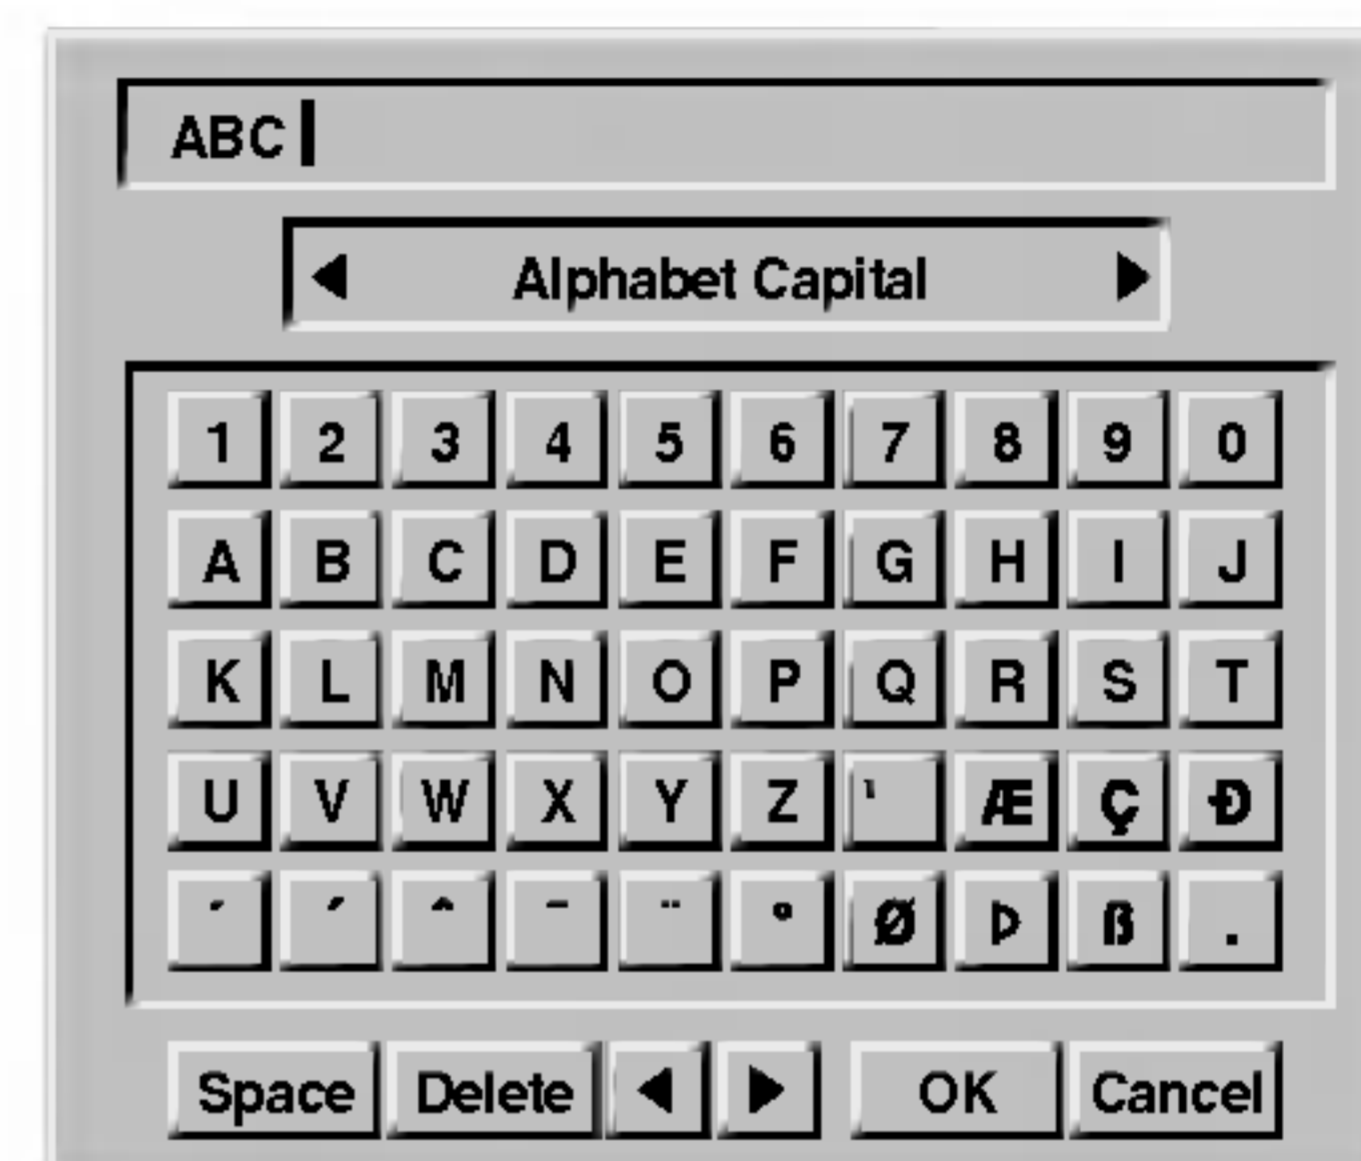 ABC
Alphabet Capital
1 2 3 4 5 6 7 8 9 0
A B C D E F G H I J
K L M N O P Q R S T
U V W X Y Z Æ Ç Ð
´ ^ ¯ ¨ ° Ø Þ ß .
Space Delete ◀ ▶ OK Cancel